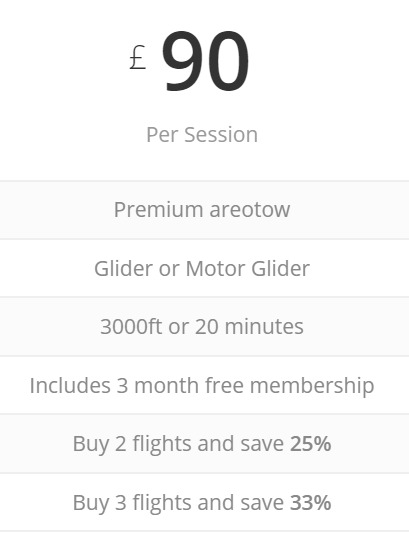 £ 90
Per Session
Premium areotow
Glider or Motor Glider
3000ft or 20 minutes
Includes 3 month free membership
Buy 2 flights and save 25%
Buy 3 flights and save 33%